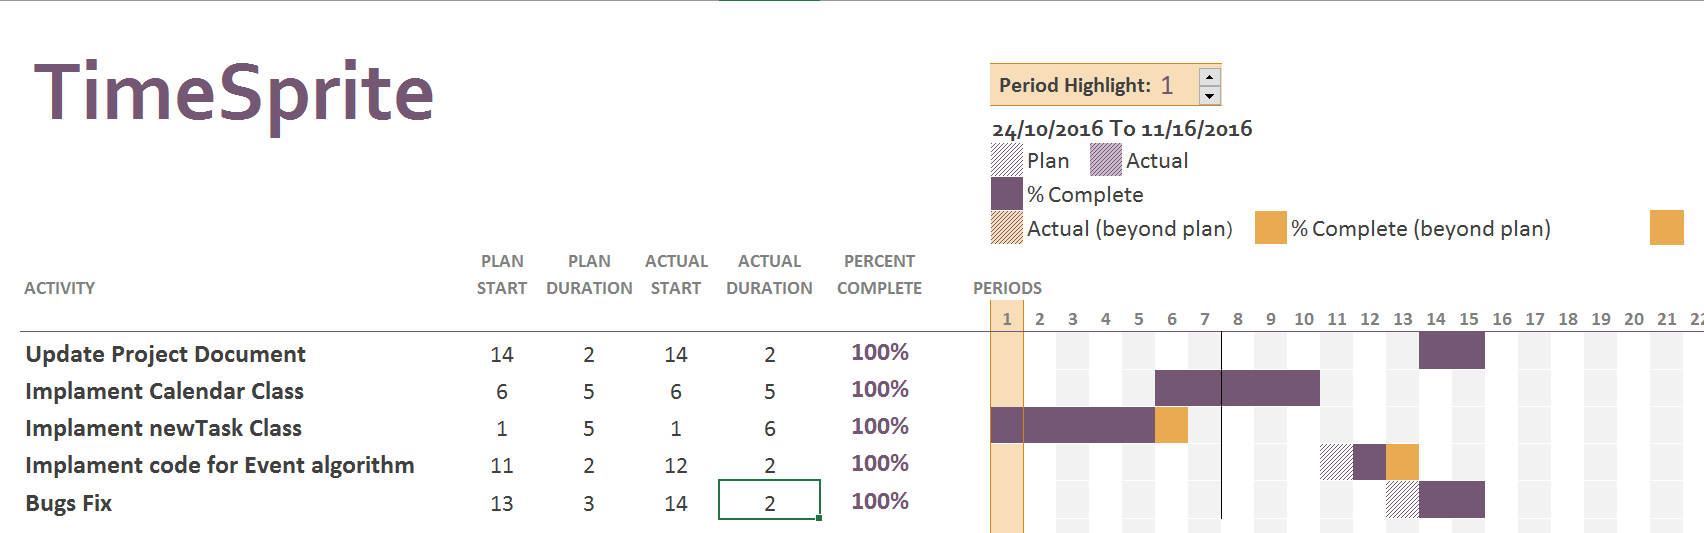 TimeSprite
Period Highlight: 1
24/10/2016 To 11/16/2016
Plan Actual
% Complete
Actual (beyond plan) % Complete (beyond plan)
PLAN PLAN ACTUAL ACTUAL PERCENT
ACTIVITY START DURATION START DURATION COMPLETE PERIODS
1 2 3 4 5 6 7 8 9 10 11 12 13 14 15 16 17 18 19 20 21 22
Update Project Document 14 2 14 2 100%
Implament Calendar Class 6 5 6 5 100%
Implament newTask Class 1 5 1 6 100%
Implament code for Event algorithm 11 2 12 2 100%
Bugs Fix 13 3 14 2 100%